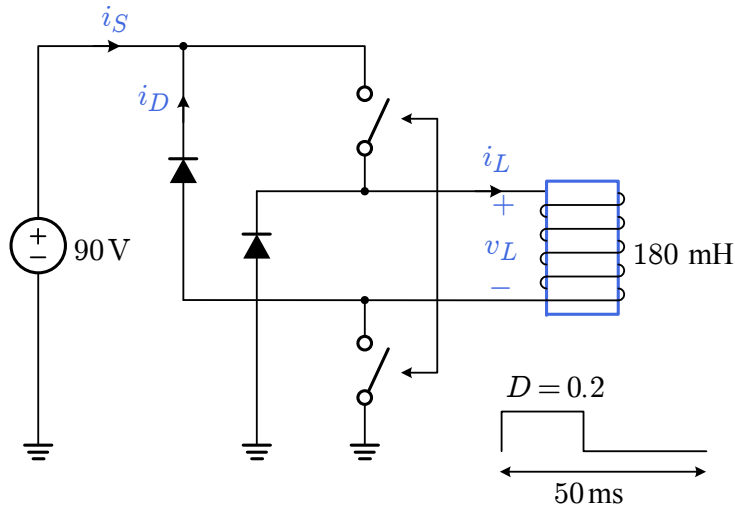 i_S
i_D
i_L
+
v_L
−
+
−
90 V
180 mH
D = 0.2
50 ms